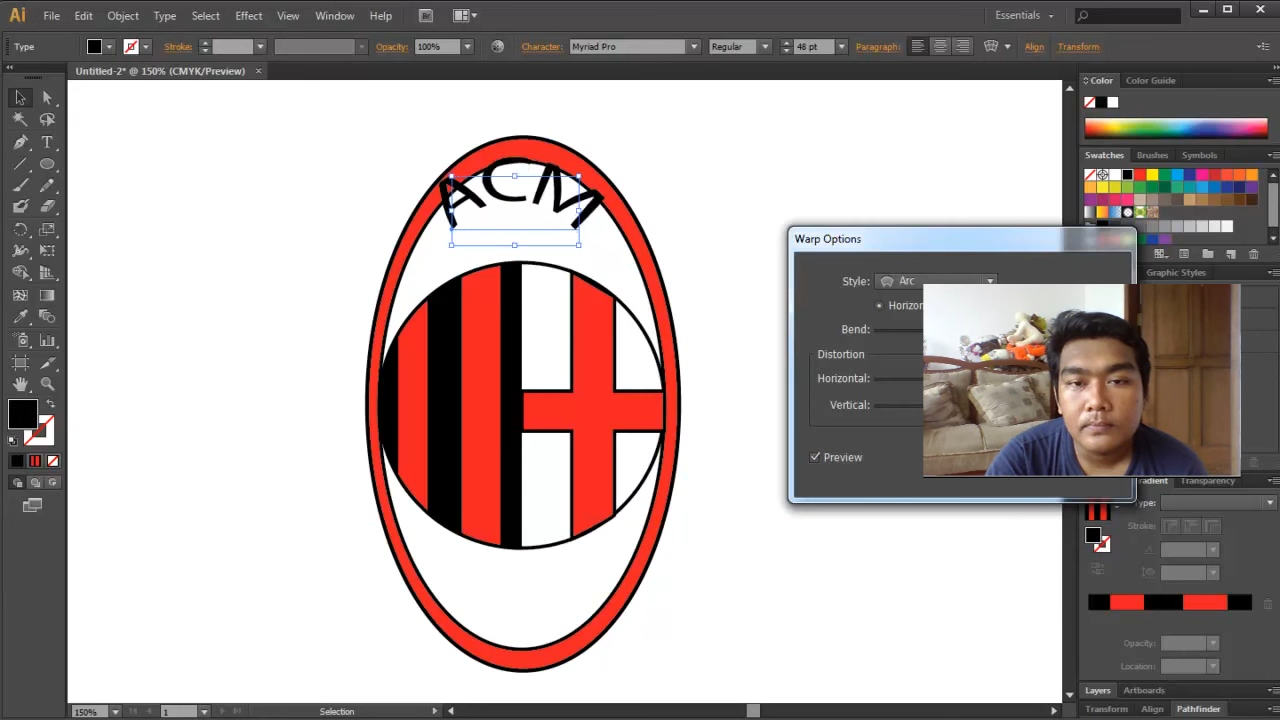 Ai File Edit Object Type Select Effect View Window Help Br Essentials
Type Stroke: Opacity: 100% Character: Myriad Pro Regular 48 pt Paragraph: Align Transform
Untitled-2* @ 150% (CMYK/Preview) ×
Color Color Guide
Swatches Brushes Symbols
ACM
Warp Options
Style: Arc
Horizon
Bend:
Distortion
Horizontal:
Vertical:
Preview
Graphic Styles
Gradient Transparency
Type:
Stroke:
Opacity:
Location:
Layers Artboards
Transform Align Pathfinder
150% 1 Selection